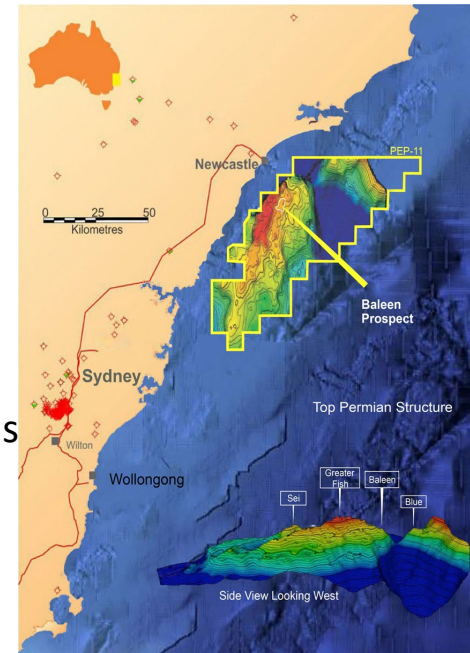 PEP-11
Newcastle
0 25 50
Kilometres
Baleen
Prospect
Sydney
Top Permian Structure
S
Wilton
Wollongong
Greater
Fish
Baleen
Sei
Blue
Side View Looking West